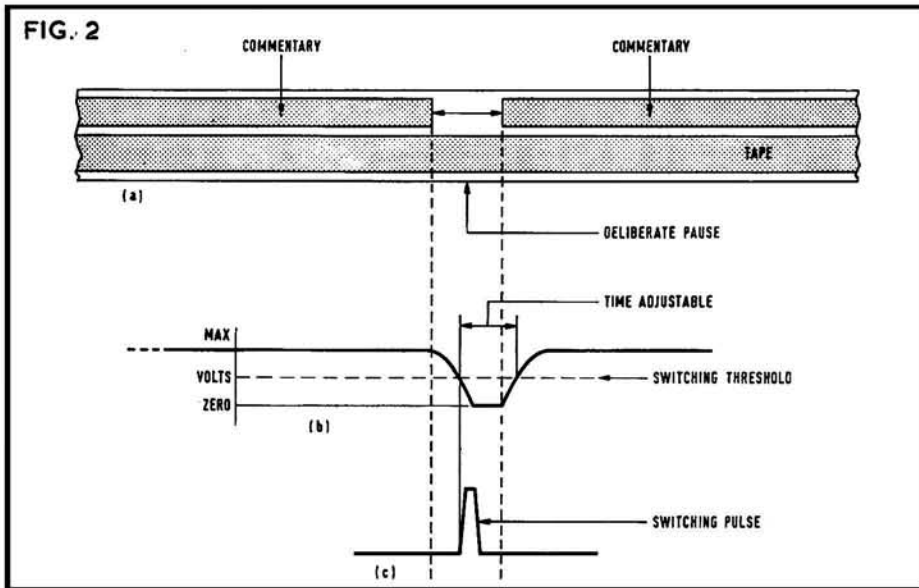 FIG. 2
COMMENTARY
COMMENTARY
TAPE
(a)
DELIBERATE PAUSE
TIME ADJUSTABLE
MAX
VOLTS
SWITCHING THRESHOLD
ZERO
(b)
SWITCHING PULSE
(c)